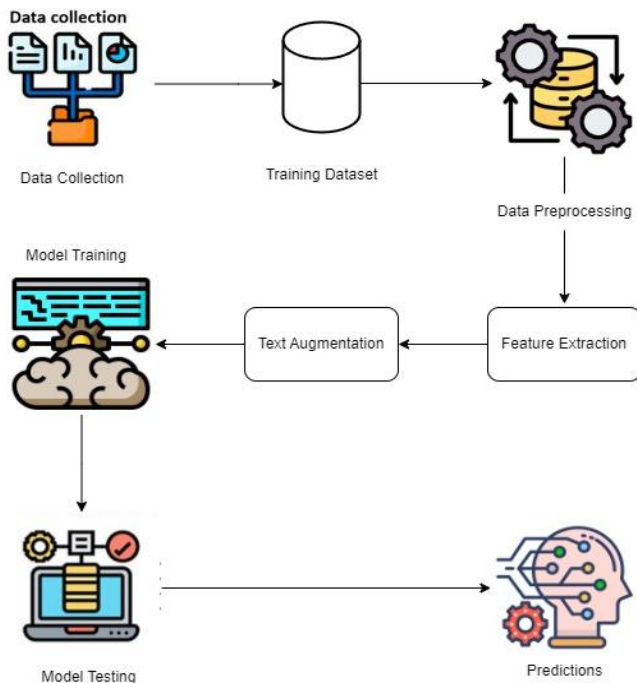 Data collection
Data Collection
Training Dataset
Data Preprocessing
Model Training
Text Augmentation
Feature Extraction
Model Testing
Predictions